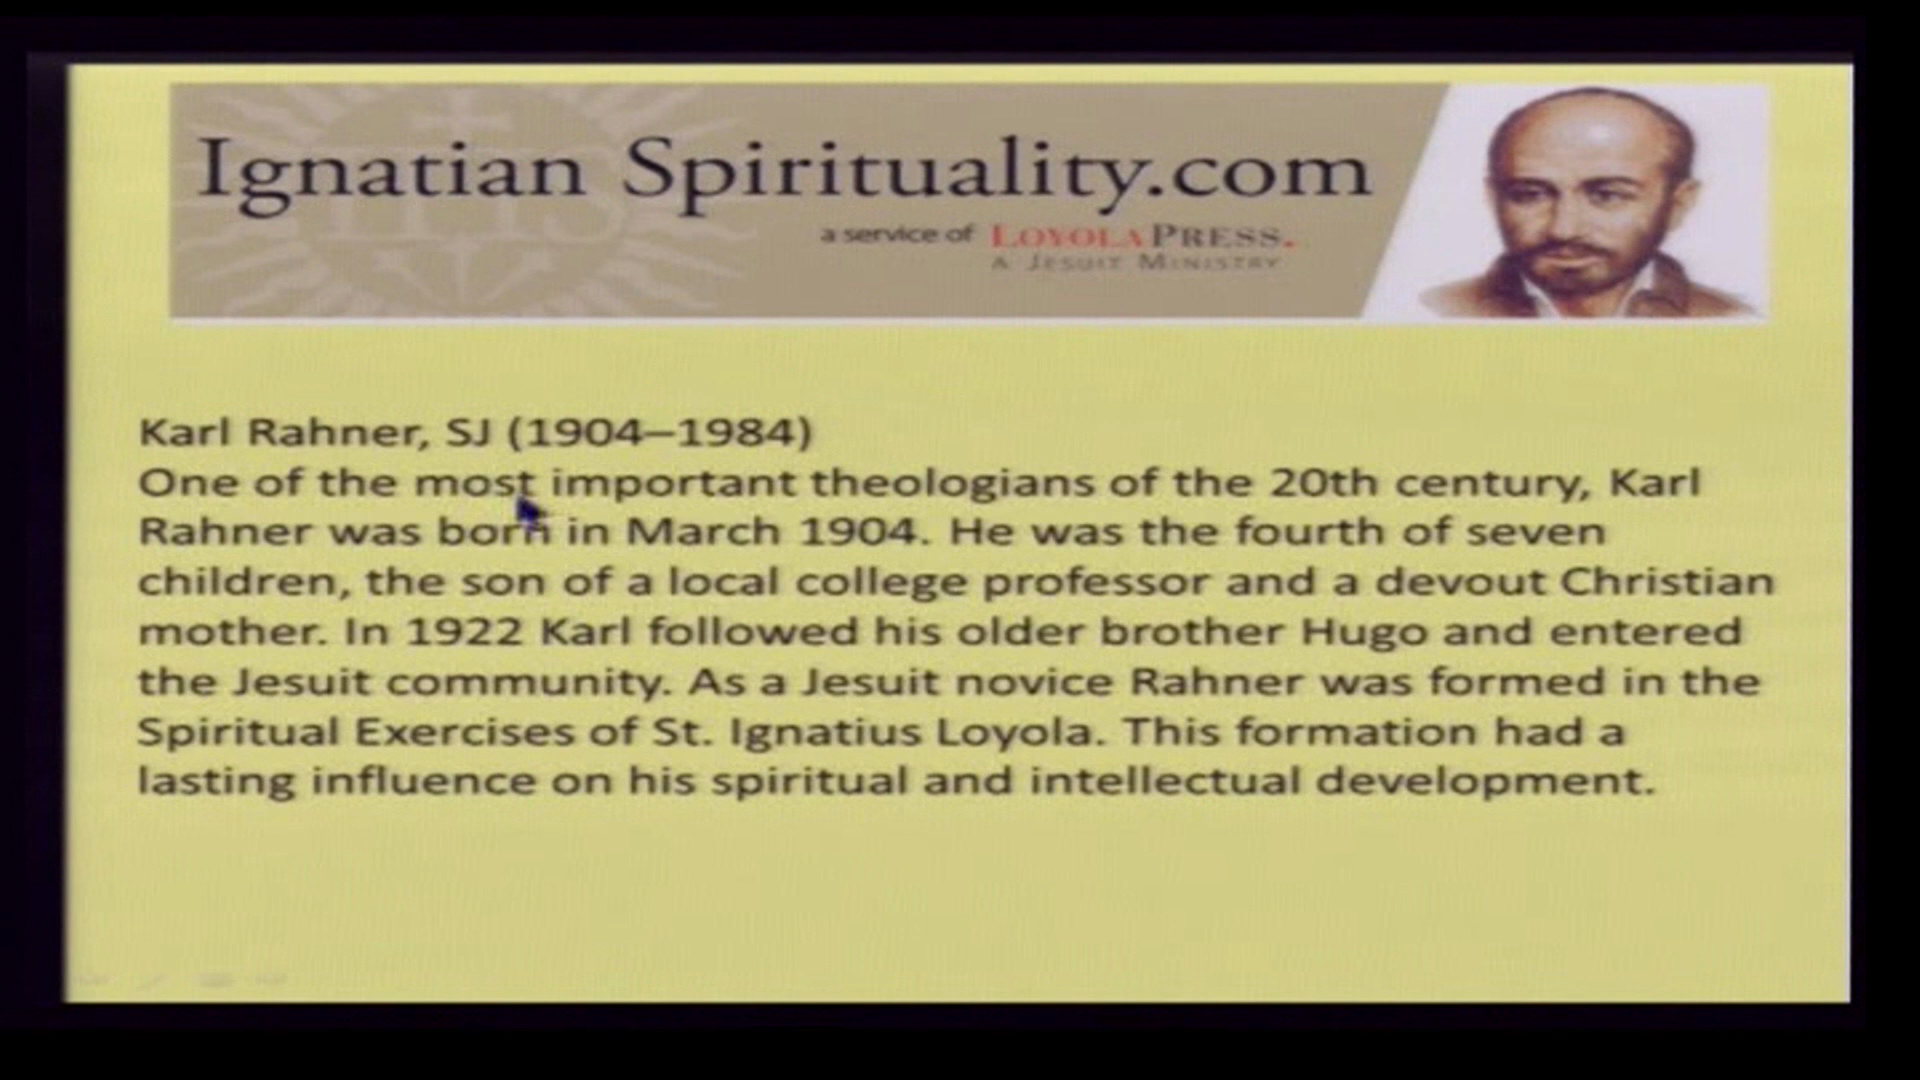 Ignatian Spirituality.com
a service of LOYOLAPRESS.
A JESUIT MINISTRY
Karl Rahner, SJ (1904–1984)
One of the most important theologians of the 20th century, Karl
Rahner was born in March 1904. He was the fourth of seven
children, the son of a local college professor and a devout Christian
mother. In 1922 Karl followed his older brother Hugo and entered
the Jesuit community. As a Jesuit novice Rahner was formed in the
Spiritual Exercises of St. Ignatius Loyola. This formation had a
lasting influence on his spiritual and intellectual development.